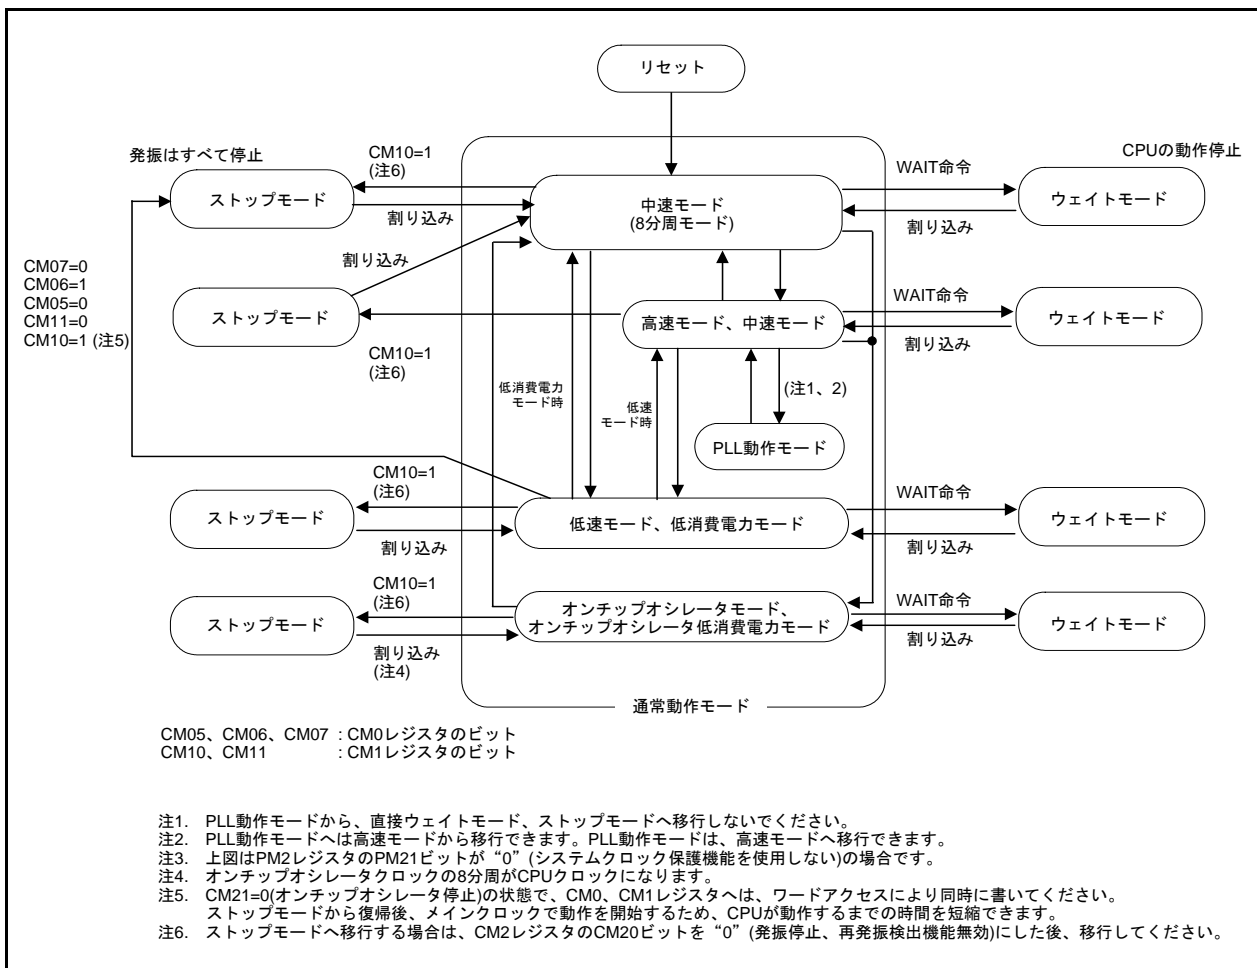 リセット
発振はすべて停止
CPUの動作停止
CM10=1
(注6)
WAIT命令
ストップモード
中速モード
(8分周モード)
ウェイトモード
割り込み
割り込み
割り込み
CM07=0
CM06=1
CM05=0
CM11=0
CM10=1 (注5)
WAIT命令
ストップモード
高速モード、中速モード
ウェイトモード
割り込み
CM10=1
(注6)
低消費電力
モード時
低速
モード時
(注1、2)
PLL動作モード
CM10=1
(注6)
WAIT命令
ストップモード
低速モード、低消費電力モード
ウェイトモード
割り込み
割り込み
CM10=1
(注6)
WAIT命令
ストップモード
オンチップオシレータモード、
オンチップオシレータ低消費電力モード
ウェイトモード
割り込み
(注4)
割り込み
通常動作モード
CM05、CM06、CM07 : CM0レジスタのビット
CM10、CM11 : CM1レジスタのビット
注1. PLL動作モードから、直接ウェイトモード、ストップモードへ移行しないでください。
注2. PLL動作モードへは高速モードから移行できます。PLL動作モードは、高速モードへ移行できます。
注3. 上図はPM2レジスタのPM21ビットが“0”(システムクロック保護機能を使用しない)の場合です。
注4. オンチップオシレータクロックの8分周がCPUクロックになります。
注5. CM21=0(オンチップオシレータ停止)の状態で、CM0、CM1レジスタへは、ワードアクセスにより同時に書いてください。
ストップモードから復帰後、メインクロックで動作を開始するため、CPUが動作するまでの時間を短縮できます。
注6. ストップモードへ移行する場合は、CM2レジスタのCM20ビットを“0”(発振停止、再発振検出機能無効)にした後、移行してください。